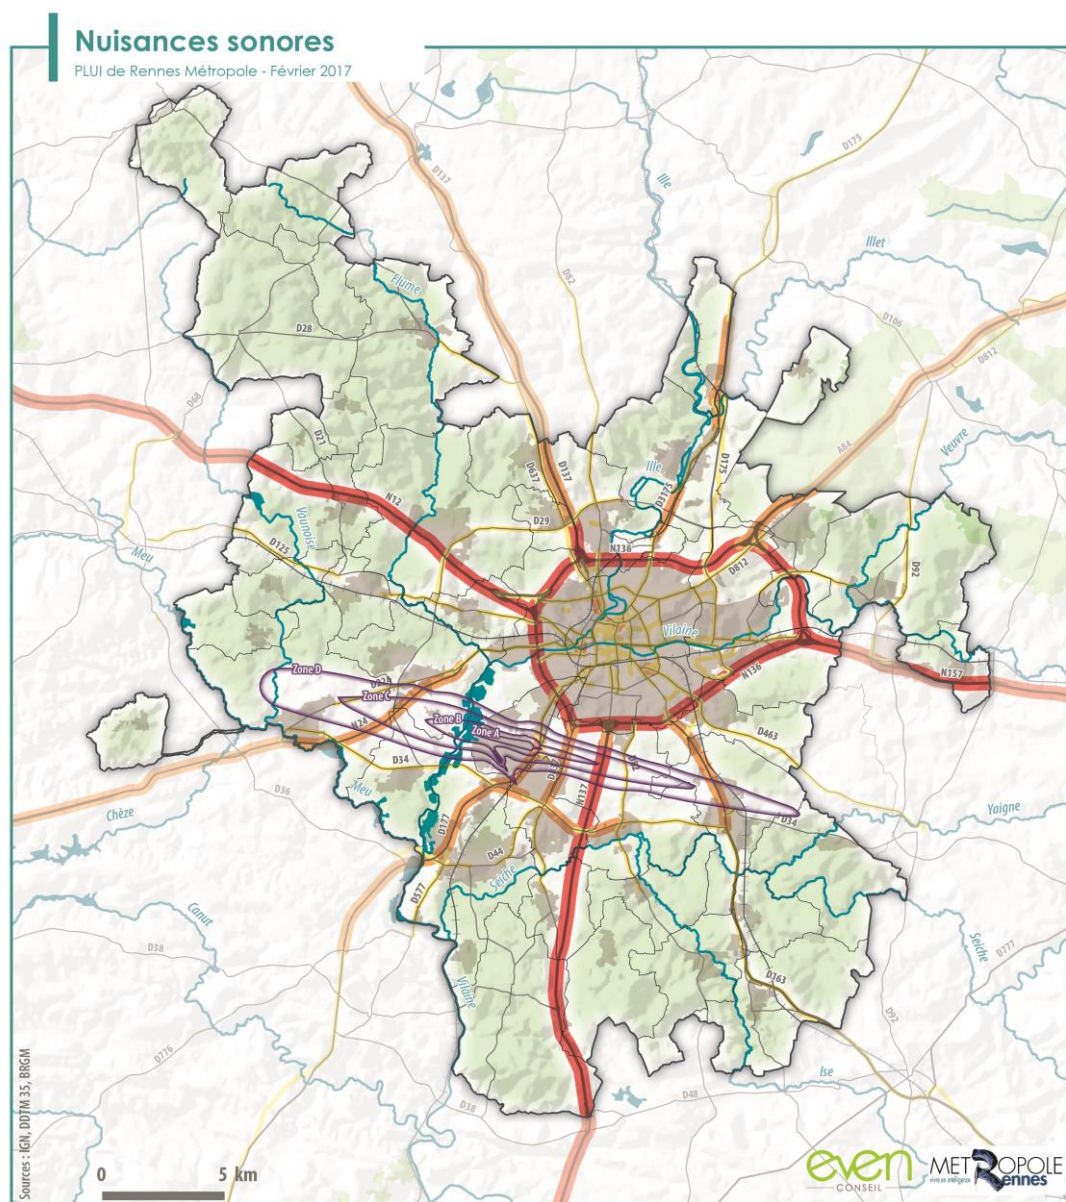 Nuisances sonores
PLUI de Rennes Métropole - Février 2017
D175
D137
Ille
Illet
D82
Flume
D106
D28
D812
D68
D21
A84
Veuvre
D637
D137
Ille
D175
D3175
N12
D29
Vaunoise
N136
D125
D812
Meu
D92
Vilaine
Zone D
N136
N157
Zone C
N24
Zone B
Zone A
D463
D34
Meu
D36
N137
Chèze
D34
Yaigne
D177
D44
Seiche
D577
Canut
D38
Seiche
D777
Vilaine
D163
D92
D776
Ise
D38
D48
Sources : IGN, DDTM 35, BRGM
0 5 km
even
CONSEIL
METROPOLE
vivre en intelligence
Rennes